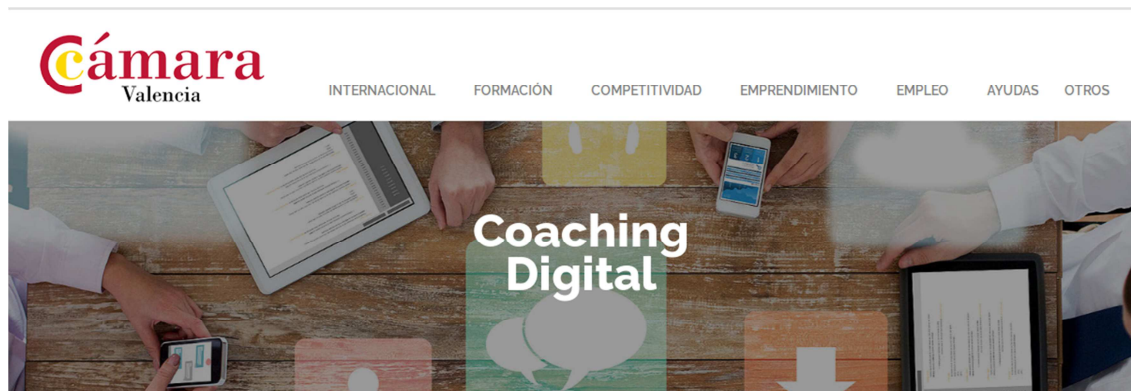 Cámara
Valencia
INTERNACIONAL FORMACIÓN COMPETITIVIDAD EMPRENDIMIENTO EMPLEO AYUDAS OTROS
Coaching
Digital